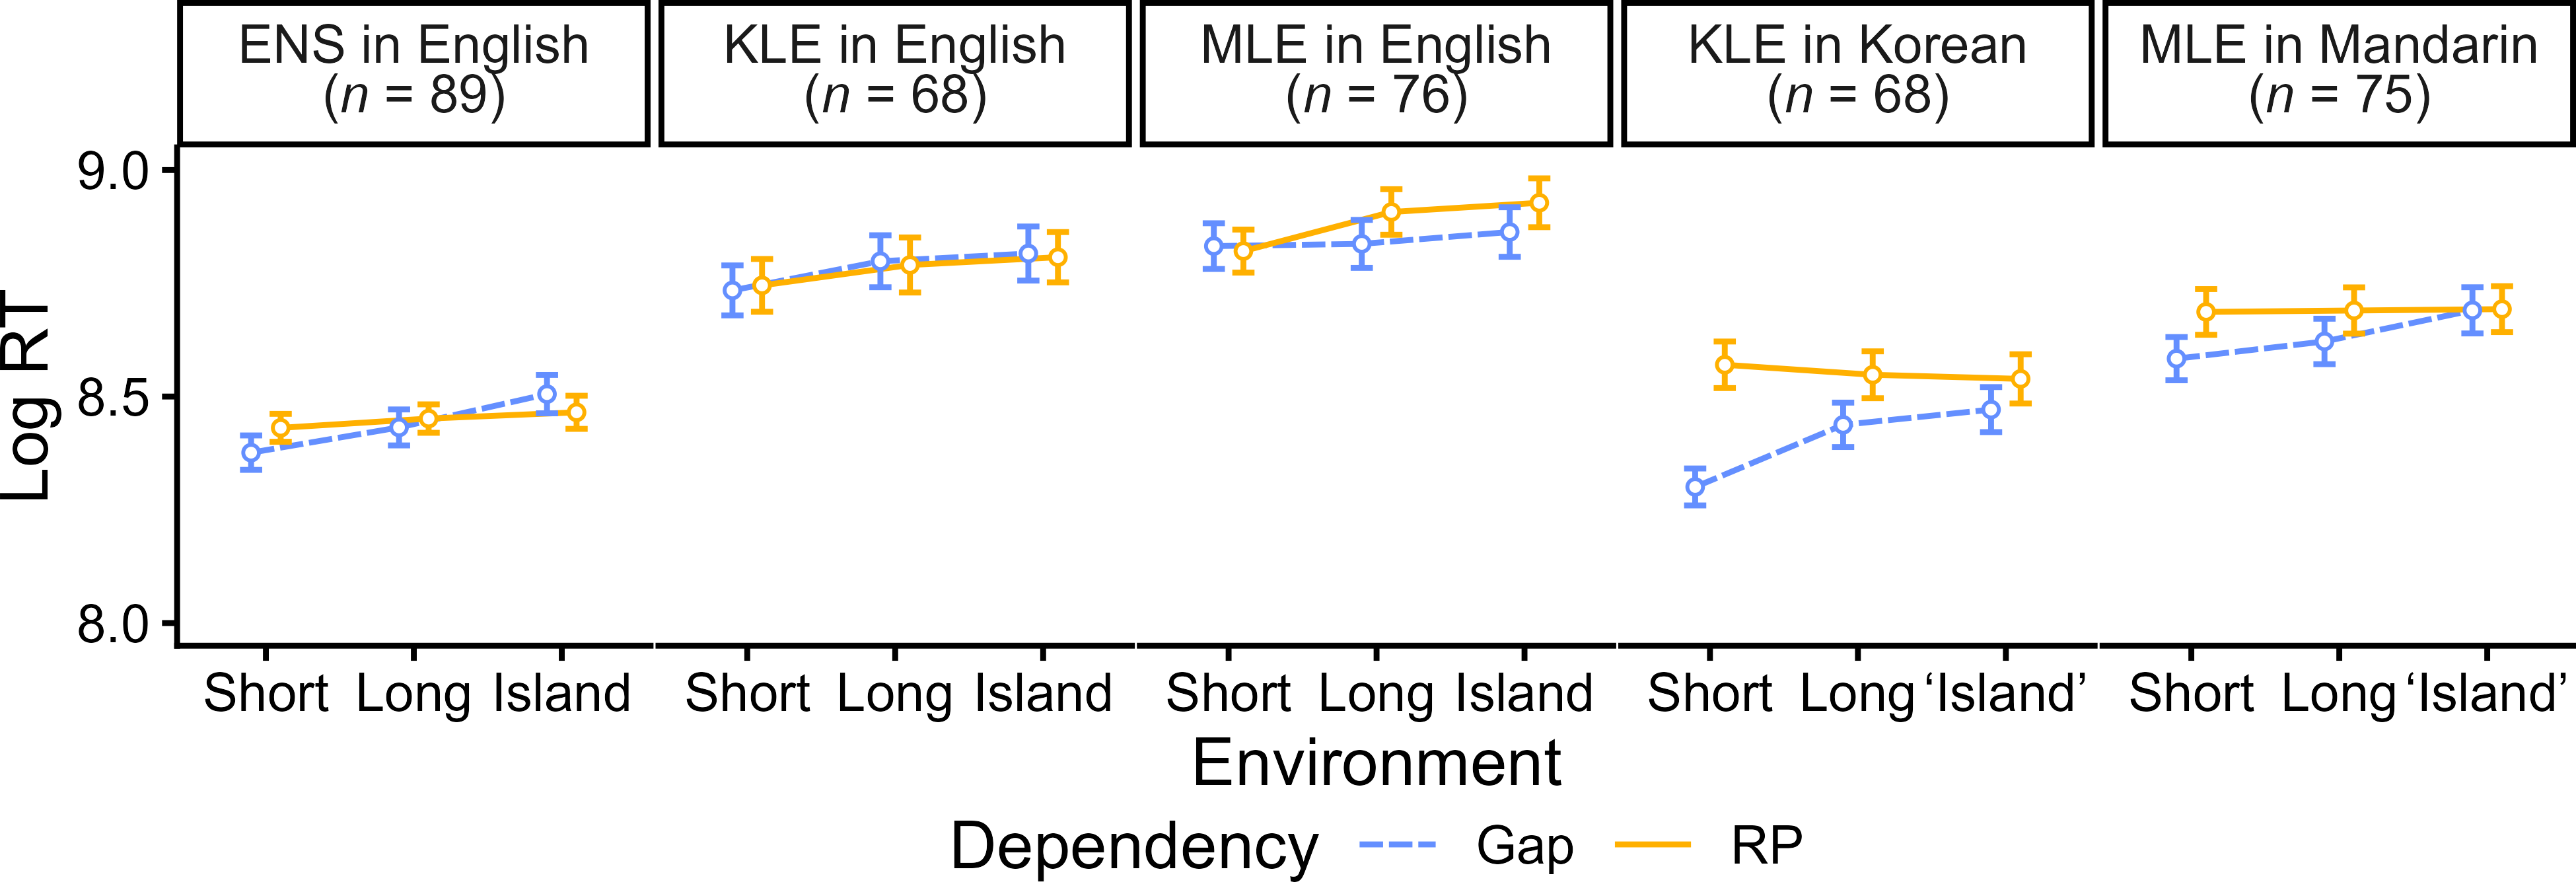 ENS in English
(n = 89)
KLE in English
(n = 68)
MLE in English
(n = 76)
KLE in Korean
(n = 68)
MLE in Mandarin
(n = 75)
Log RT
9.0
8.5
8.0
Short Long Island
Short Long Island
Short Long Island
Short Long ‘Island’
Short Long ‘Island’
Environment
Dependency Gap RP